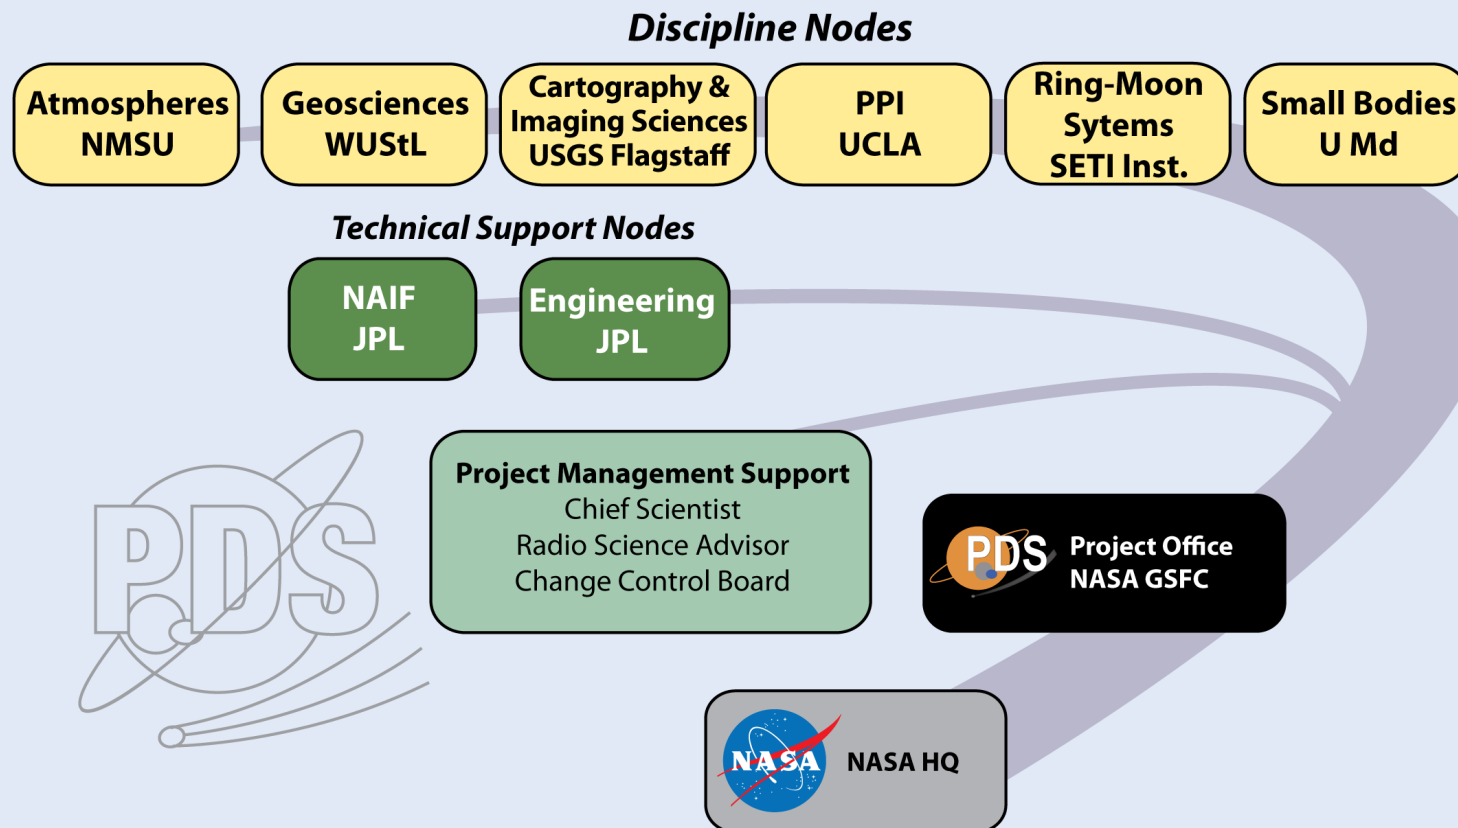 Discipline Nodes
Atmospheres
NMSU
Geosciences
WUStL
Cartography &
Imaging Sciences
USGS Flagstaff
PPI
UCLA
Ring-Moon
Sytems
SETI Inst.
Small Bodies
U Md
Technical Support Nodes
NAIF
JPL
Engineering
JPL
Project Management Support
Chief Scientist
Radio Science Advisor
Change Control Board
PDS
PDS
Project Office
NASA GSFC
NASA
NASA HQ